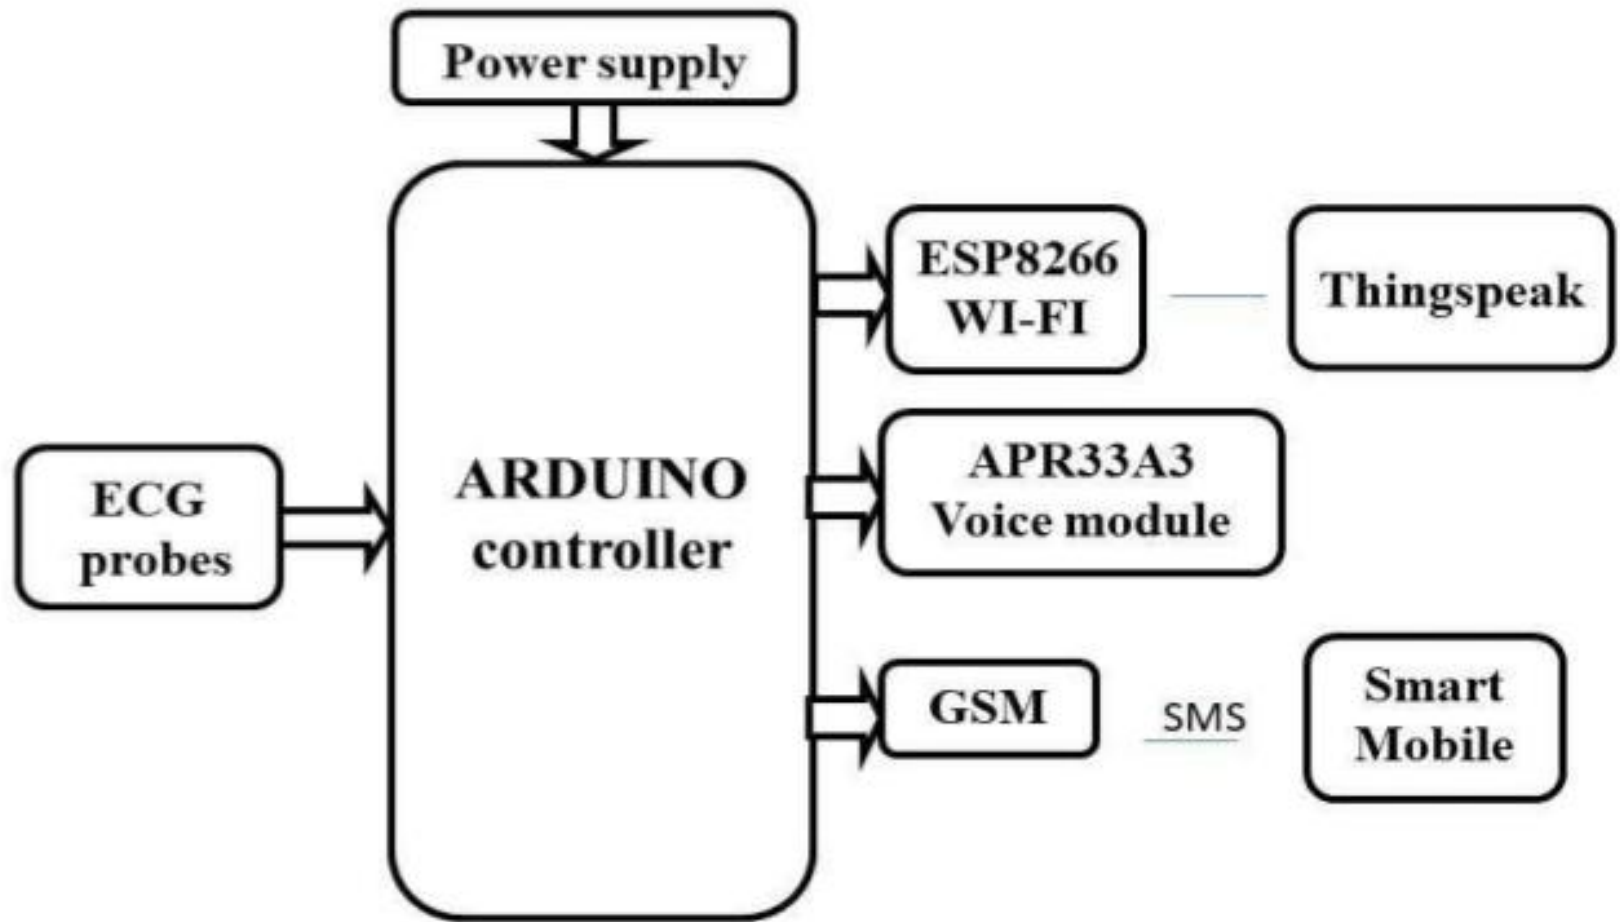 Power supply
ESP8266
WI-FI
Thingspeak
ECG
probes
ARDUINO
controller
APR33A3
Voice module
GSM
SMS
Smart
Mobile